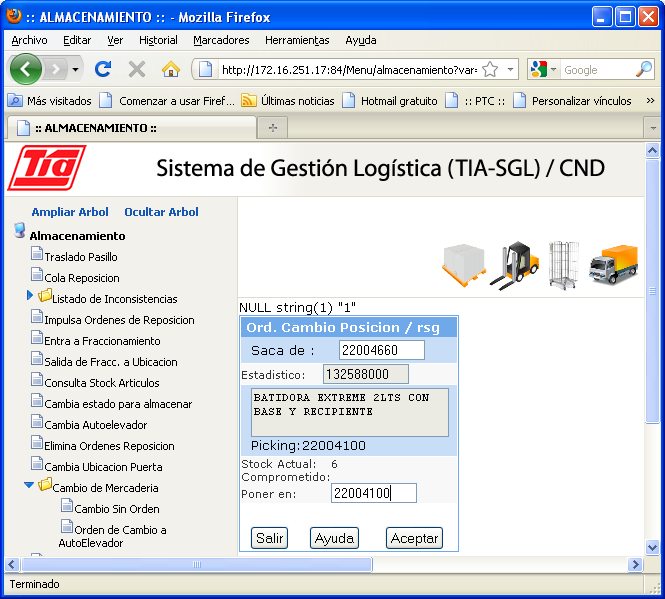 :: ALMACENAMIENTO :: - Mozilla Firefox
Archivo Editar Ver Historial Marcadores Herramientas Ayuda
http://172.16.251.17:84/Menu/almacenamiento?var= Google
Más visitados Comenzar a usar Firef... Últimas noticias Hotmail gratuito :: PTC :: Personalizar vínculos »
:: ALMACENAMIENTO ::
Tia Sistema de Gestión Logística (TIA-SGL) / CND
Ampliar Arbol Ocultar Arbol
Almacenamiento
Traslado Pasillo
Cola Reposicion
Listado de Inconsistencias
Impulsa Ordenes de Reposicion
Entra a Fraccionamiento
Salida de Fracc. a Ubicacion
Consulta Stock Articulos
Cambia estado para almacenar
Cambia Autoelevador
Elimina Ordenes Reposicion
Cambia Ubicacion Puerta
Cambio de Mercaderia
Cambio Sin Orden
Orden de Cambio a
AutoElevador
NULL string(1) "1"
Ord. Cambio Posicion / rsg
Saca de : 22004660
Estadistico: 132588000
BATIDORA EXTREME 2LTS CON
BASE Y RECIPIENTE
Picking:22004100
Stock Actual: 6
Comprometido:
Poner en: 22004100
Salir Ayuda Aceptar
Terminado